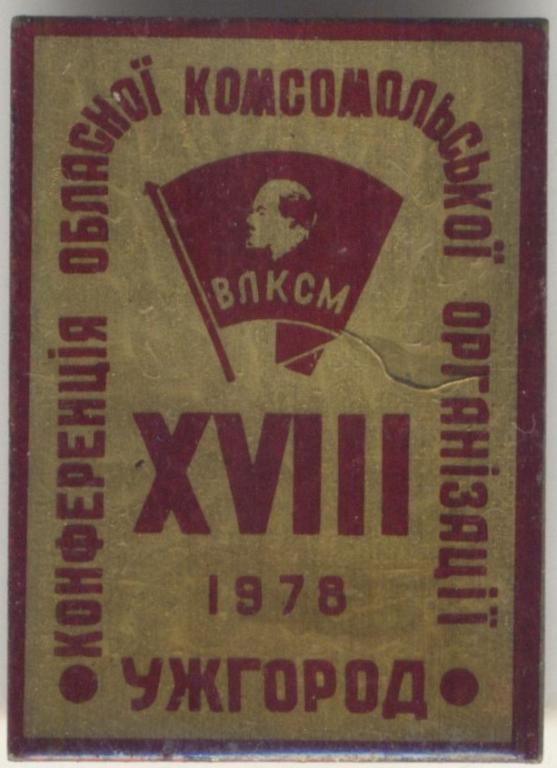 КОНФЕРЕНЦІЯ ОБЛАСНОЇ КОМСОМОЛЬСЬКОЇ ОРГАНІЗАЦІЇ
ВЛКСМ
XVIII
1978
УЖГОРОД